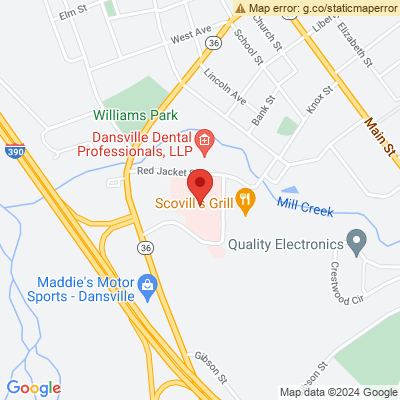 Map error: g.co/staticmaperror
Elm St
West Ave
36
Church St
School St
Liberty
Elizabeth St
Lincoln Ave
Bank St
Knox St
Main St
Williams Park
Dansville Dental
Professionals, LLP
390
Red Jacket S
Scovill's Grill
Mill Creek
36
Quality Electronics
Maddie's Motor
Sports - Dansville
Crestwood Cir
Gibson St
son St
Google
Map data ©2024 Google